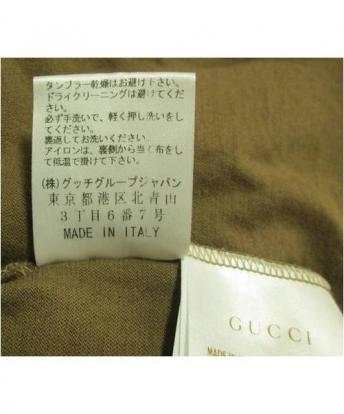 タンブラー乾燥はお避け下さい。
ドライクリーニングは避けてくだ
さい。
必ず手洗いで、軽く押し洗いをし
てください。
裏返してお洗いください。
アイロンは、裏側から当て布をし
て低温で掛けて下さい。
(株)グッチグループジャパン
東京都港区北青山
3丁目6番7号
MADE IN ITALY
GUCCI
MADE IN